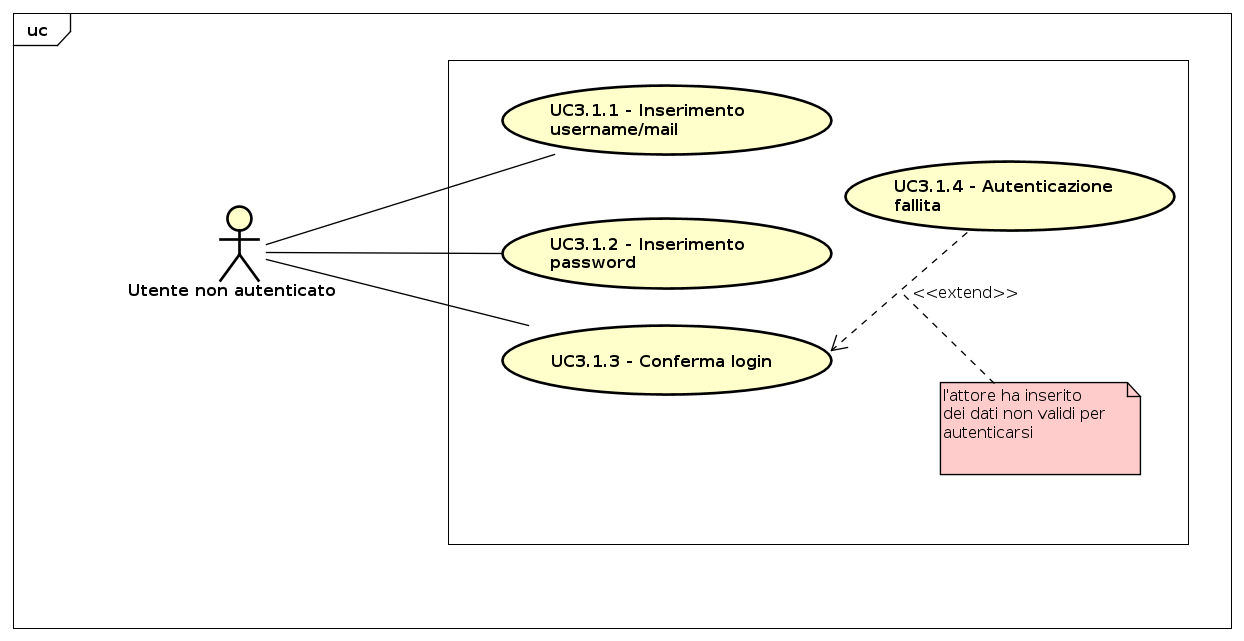 uc
UC3.1.1 - Inserimento
username/mail
UC3.1.4 - Autenticazione
fallita
UC3.1.2 - Inserimento
password
Utente non autenticato
<<extend>>
UC3.1.3 - Conferma login
l'attore ha inserito
dei dati non validi per
autenticarsi